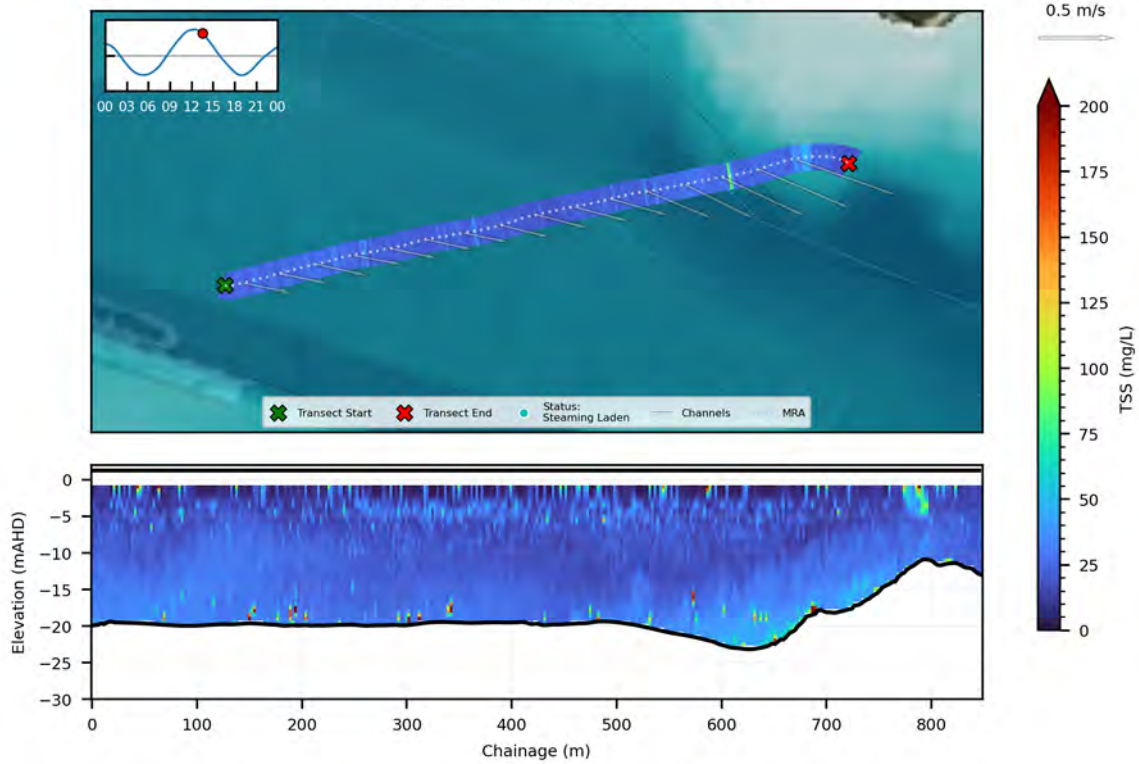 0.5 m/s
00 03 06 09 12 15 18 21 00
Transect Start
Transect End
Status:
Steaming Laden
Channels
MRA
200
175
150
125
100
75
50
25
0
TSS (mg/L)
0
−5
−10
−15
−20
−25
−30
Elevation (mAHD)
0 100 200 300 400 500 600 700 800
Chainage (m)